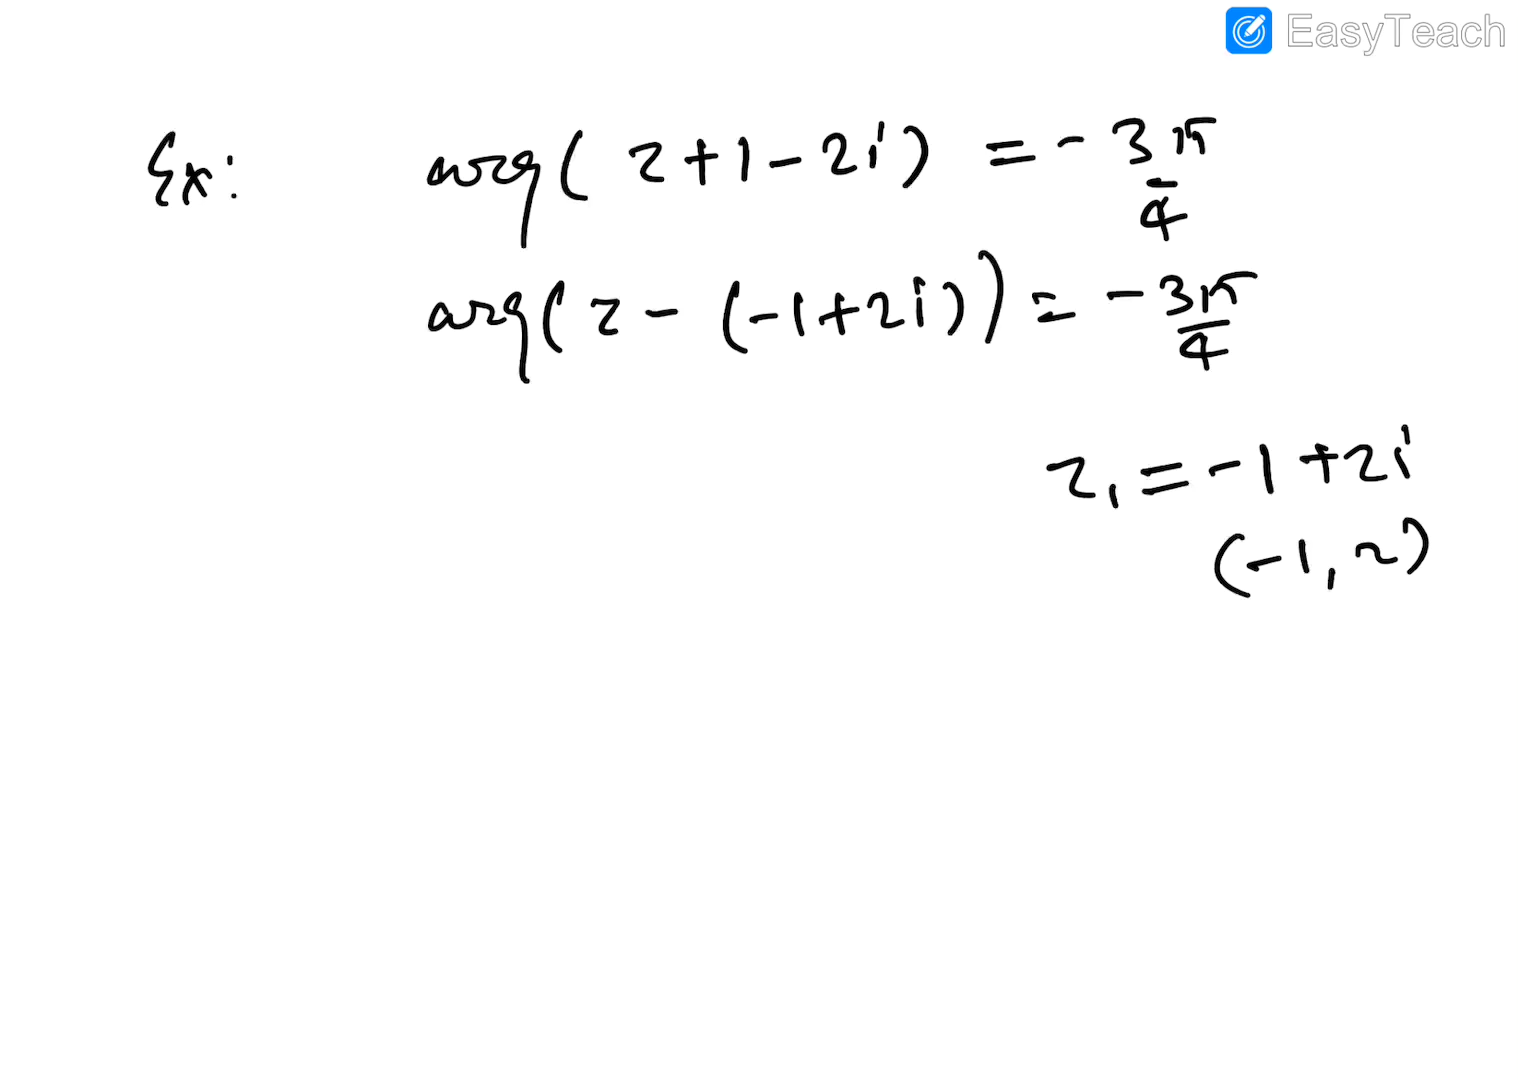 EasyTeach
Ex: arg(z+1-2i) = -3π/4
arg(z-(-1+2i)) = -3π/4
z₁ = -1+2i
(-1,2)